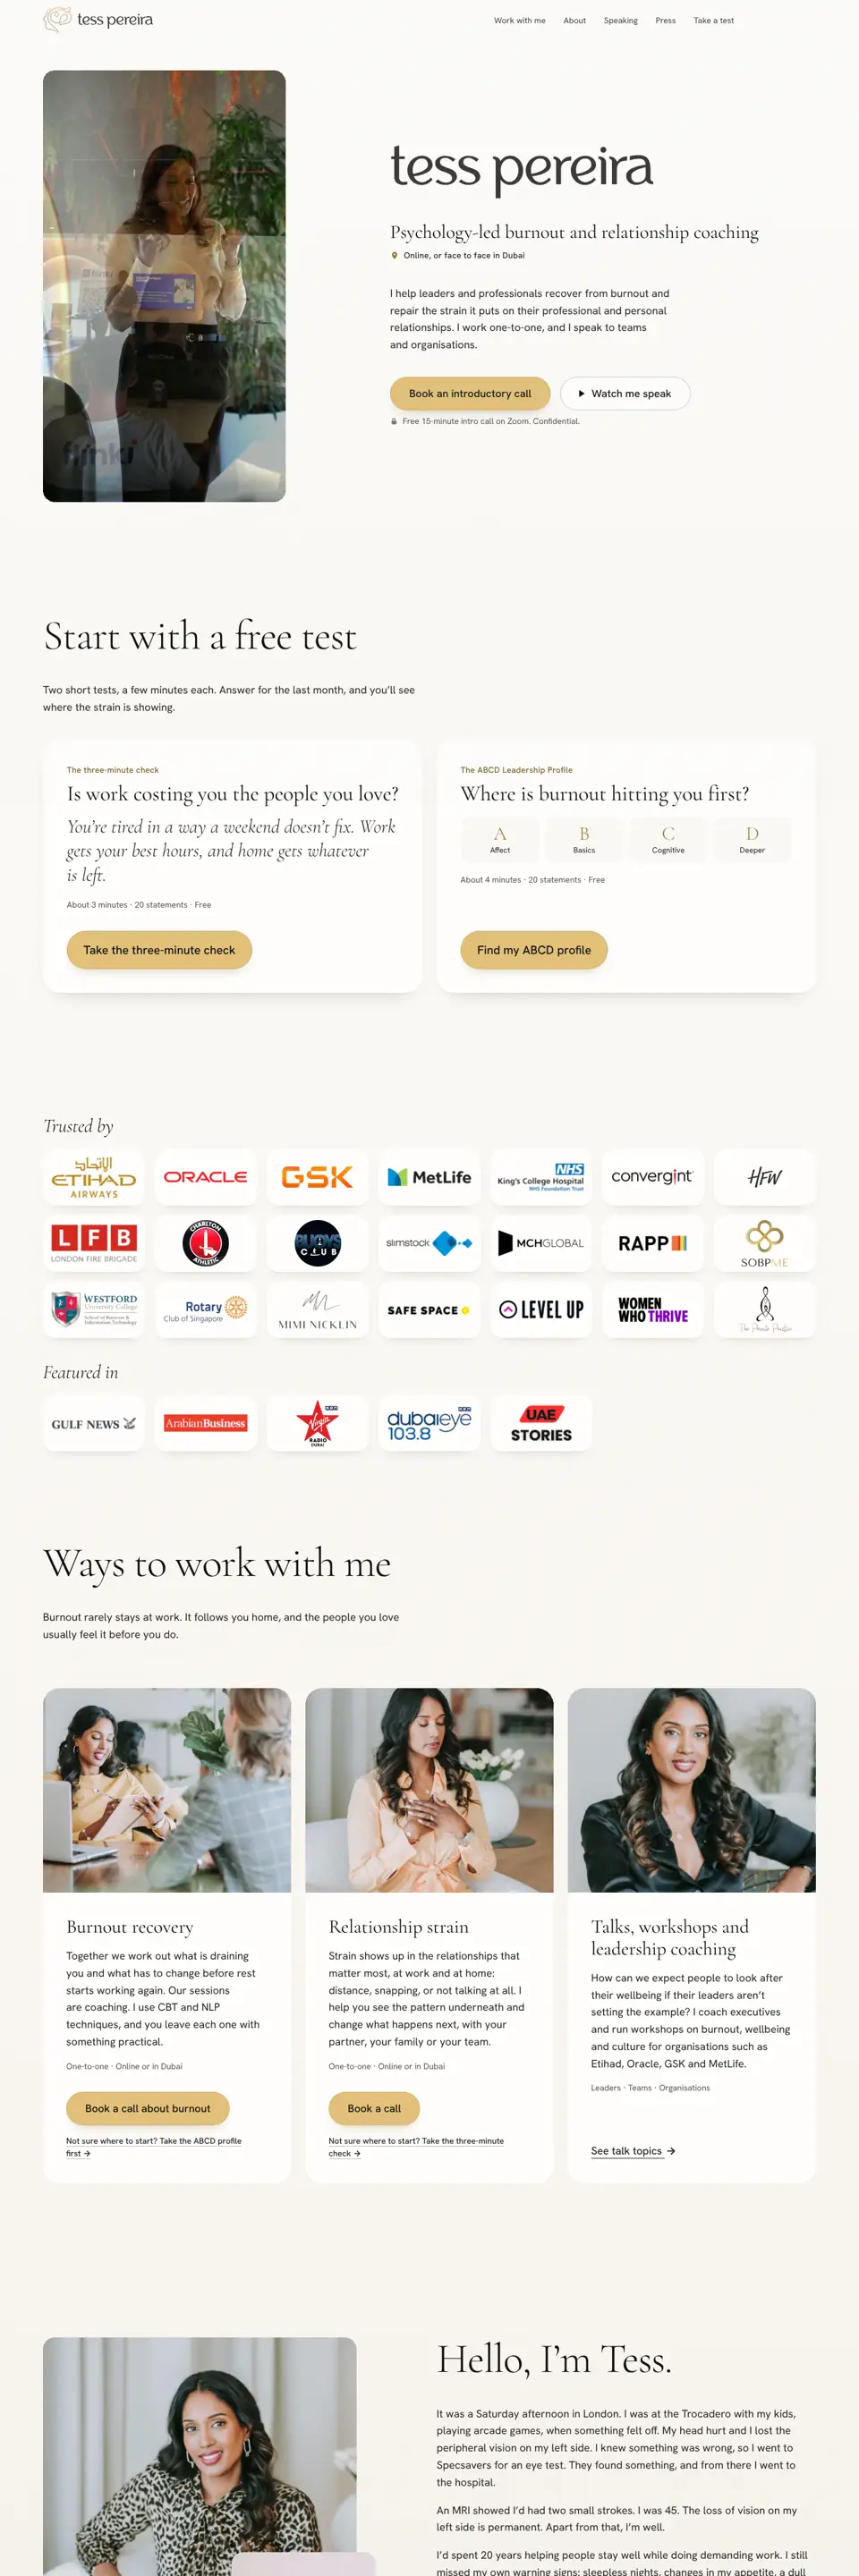 tess pereira
Work with me
About
Speaking
Press
Take a test
tess pereira
Psychology-led burnout and relationship coaching
Online, or face to face in Dubai
I help leaders and professionals recover from burnout and
repair the strain it puts on their professional and personal
relationships. I work one-to-one, and I speak to teams
and organisations.
Book an introductory call
Watch me speak
Free 15-minute intro call on Zoom. Confidential.
Start with a free test
Two short tests, a few minutes each. Answer for the last month, and you'll see
where the strain is showing.
The three-minute check
Is work costing you the people you love?
You're tired in a way a weekend doesn't fix. Work
gets your best hours, and home gets whatever
is left.
About 3 minutes · 20 statements · Free
Take the three-minute check
The ABCD Leadership Profile
Where is burnout hitting you first?
A
Affect
B
Basics
C
Cognitive
D
Deeper
About 4 minutes · 20 statements · Free
Find my ABCD profile
Trusted by
الإتحاد
ETIHAD
AIRWAYS
ORACLE
GSK
MetLife
NHS
King's College Hospital
NHS Foundation Trust
convergint
HFW
LFB
LONDON FIRE BRIGADE
CHARLTON
ATHLETIC
CLUB
slimstock
MCHGLOBAL
RAPP
SOBPME
WESTFORD
University College
School of Business &
Information Technology
Rotary
Club of Singapore
MIMI NICKLIN
SAFE SPACE
LEVEL UP
WOMEN
WHO THRIVE
Featured in
GULF NEWS
ArabianBusiness
Virgin
RADIO
DUBAI
dubaieye
103.8
UAE
STORIES
Ways to work with me
Burnout rarely stays at work. It follows you home, and the people you love
usually feel it before you do.
Burnout recovery
Together we work out what is draining
you and what has to change before rest
starts working again. Our sessions
are coaching. I use CBT and NLP
techniques, and you leave each one with
something practical.
One-to-one · Online or in Dubai
Book a call about burnout
Not sure where to start? Take the ABCD profile
first →
Relationship strain
Strain shows up in the relationships that
matter most, at work and at home:
distance, snapping, or not talking at all. I
help you see the pattern underneath and
change what happens next, with your
partner, your family or your team.
One-to-one · Online or in Dubai
Book a call
Not sure where to start? Take the three-minute
check →
Talks, workshops and
leadership coaching
How can we expect people to look after
their wellbeing if their leaders aren't
setting the example? I coach executives
and run workshops on burnout, wellbeing
and culture for organisations such as
Etihad, Oracle, GSK and MetLife.
Leaders · Teams · Organisations
See talk topics →
Hello, I'm Tess.
It was a Saturday afternoon in London. I was at the Trocadero with my kids,
playing arcade games, when something felt off. My head hurt and I lost the
peripheral vision on my left side. I knew something was wrong, so I went to
Specsavers for an eye test. They found something, and from there I went to
the hospital.
An MRI showed I'd had two small strokes. I was 45. The loss of vision on my
left side is permanent. Apart from that, I'm well.
I'd spent 20 years helping people stay well while doing demanding work. I still
missed my own warning signs: sleepless nights, changes in my appetite, a dull